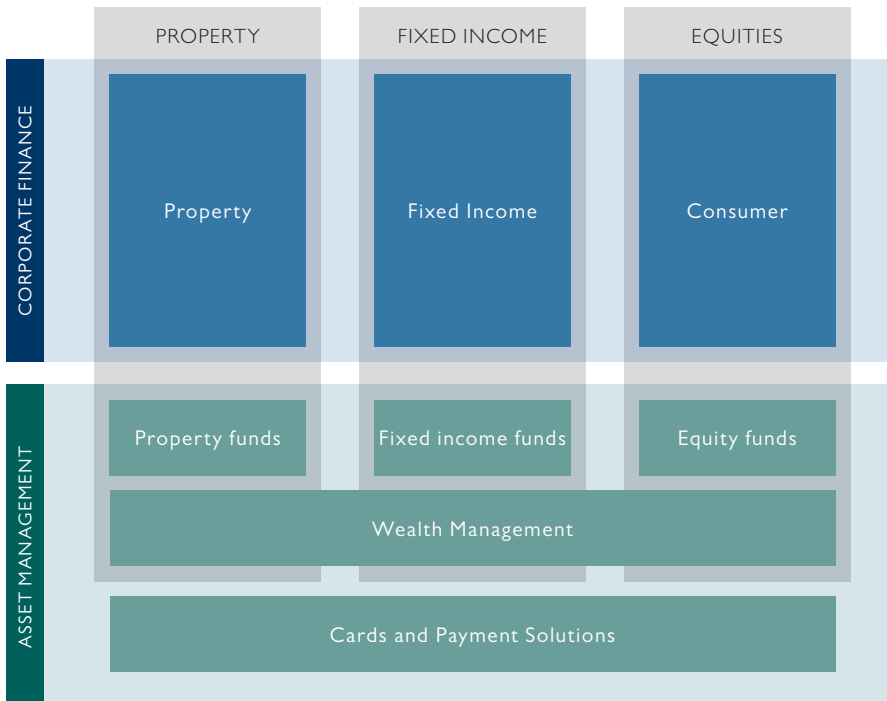 PROPERTY
FIXED INCOME
EQUITIES
CORPORATE FINANCE
Property
Fixed Income
Consumer
ASSET MANAGEMENT
Property funds
Fixed income funds
Equity funds
Wealth Management
Cards and Payment Solutions